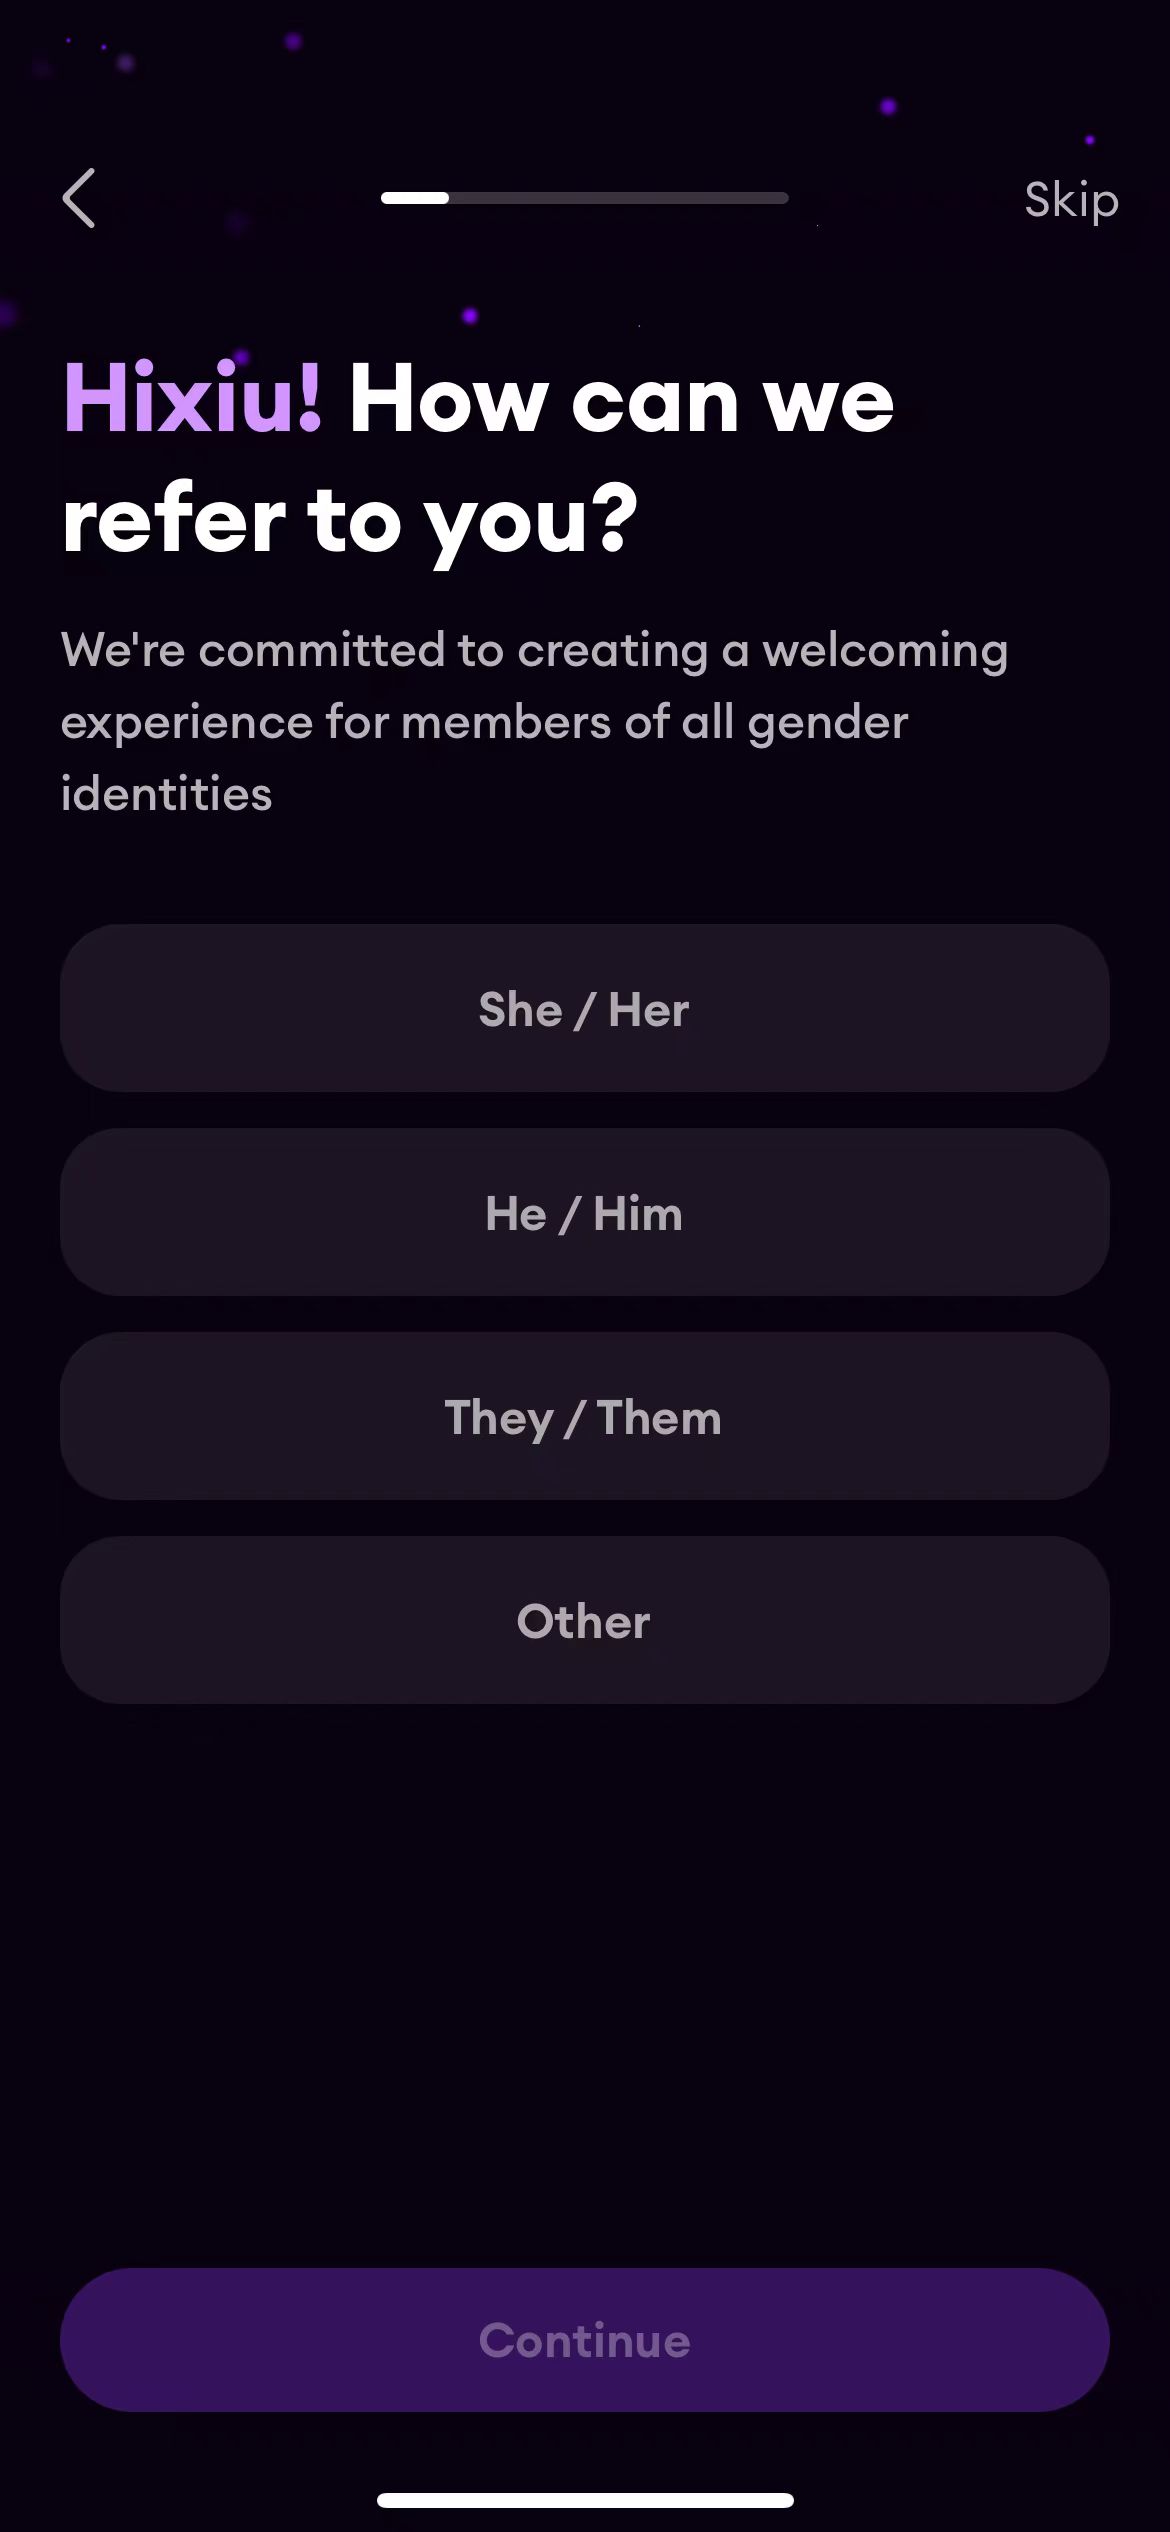 Skip
Hixiu! How can we
refer to you?
We're committed to creating a welcoming
experience for members of all gender
identities
She / Her
He / Him
They / Them
Other
Continue